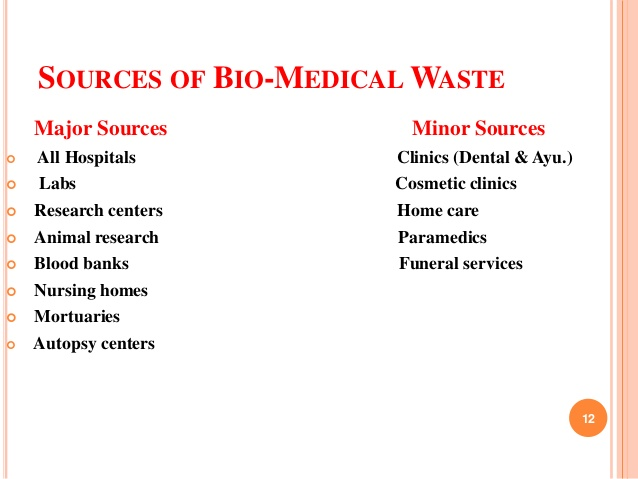 SOURCES OF BIO-MEDICAL WASTE
Major Sources Minor Sources
All Hospitals Clinics (Dental & Ayu.)
Labs Cosmetic clinics
Research centers Home care
Animal research Paramedics
Blood banks Funeral services
Nursing homes
Mortuaries
Autopsy centers
12